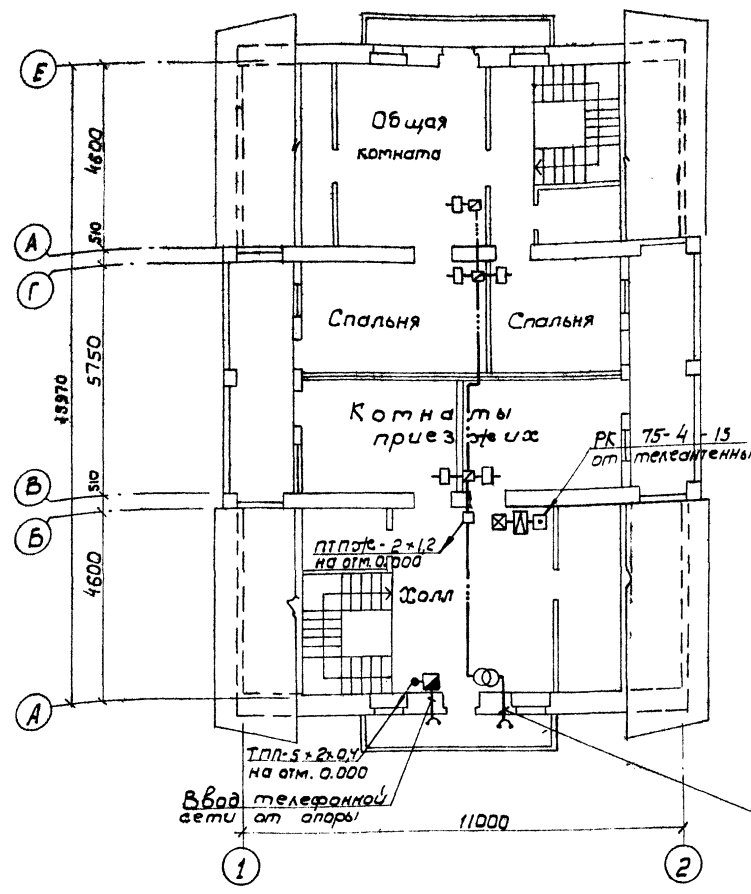 Е
Общая
комната
4600
510
А
Г
Спальня
Спальня
5750
Комнаты
приезжих
РК 75-4-15
от телеантенны
510
В
Б
ПТПЖ-2×1,2
на отм. 0.000
4600
Холл
А
ТПП-5×2×0,4
на отм. 0.000
Ввод телефонной
сети от опоры
11000
1
2